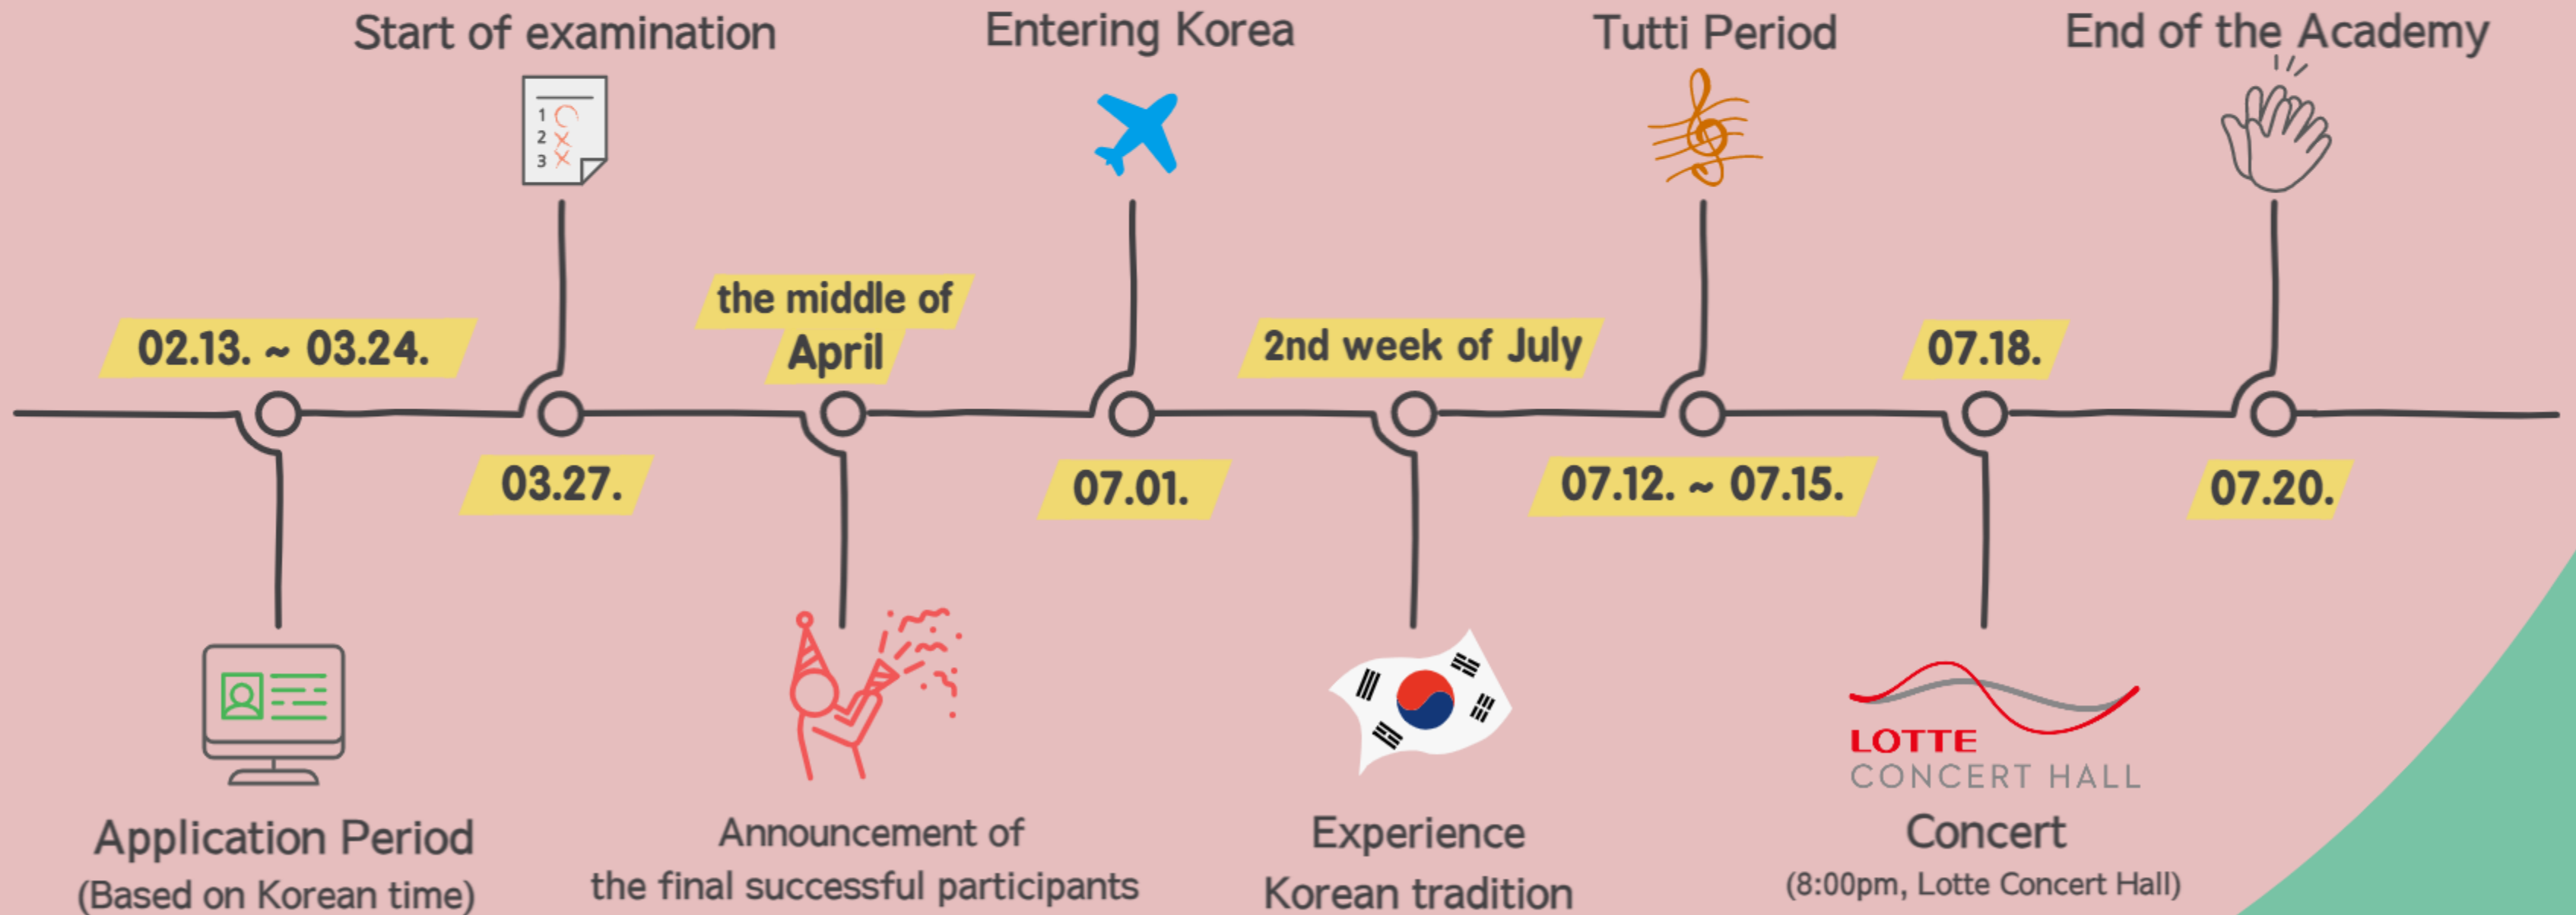 Start of examination
Entering Korea
Tutti Period
End of the Academy
1
2
3
02.13. ~ 03.24.
03.27.
the middle of
April
07.01.
2nd week of July
07.12. ~ 07.15.
07.18.
07.20.
Application Period
(Based on Korean time)
Announcement of
the final successful participants
Experience
Korean tradition
LOTTE
CONCERT HALL
Concert
(8:00pm, Lotte Concert Hall)